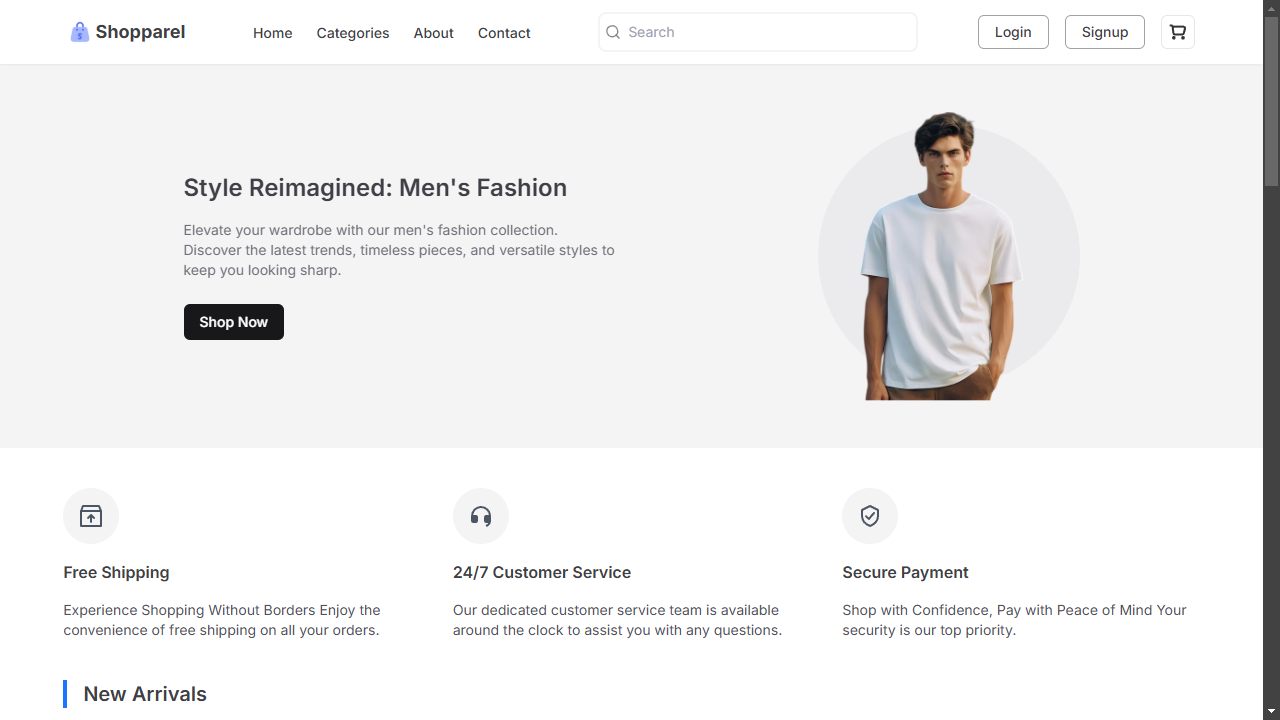 Shopparel
Home
Categories
About
Contact
Search
Login
Signup
Style Reimagined: Men's Fashion
Elevate your wardrobe with our men's fashion collection.
Discover the latest trends, timeless pieces, and versatile styles to
keep you looking sharp.
Shop Now
Free Shipping
Experience Shopping Without Borders Enjoy the
convenience of free shipping on all your orders.
24/7 Customer Service
Our dedicated customer service team is available
around the clock to assist you with any questions.
Secure Payment
Shop with Confidence, Pay with Peace of Mind Your
security is our top priority.
New Arrivals